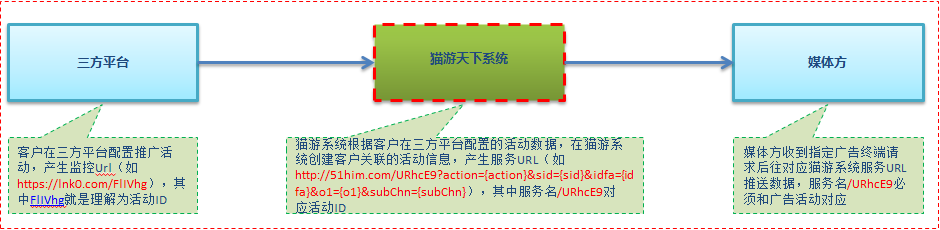 三方平台
猫游天下系统
媒体方
客户在三方平台配置推广活
动，产生监控Url（如
https://lnk0.com/FlIVhg），其
中FlIVhg就是理解为活动ID
猫游系统根据客户在三方平台配置的活动数据，在猫游系
统创建客户关联的活动信息，产生服务URL（如
http://51him.com/URhcE9?action={action}&sid={sid}&idfa={id
fa}&o1={o1}&subChn={subChn}），其中服务名/URhcE9对
应活动ID
媒体方收到指定广告终端请
求后往对应猫游系统服务URL
推送数据，服务名/URhcE9必
须和广告活动对应